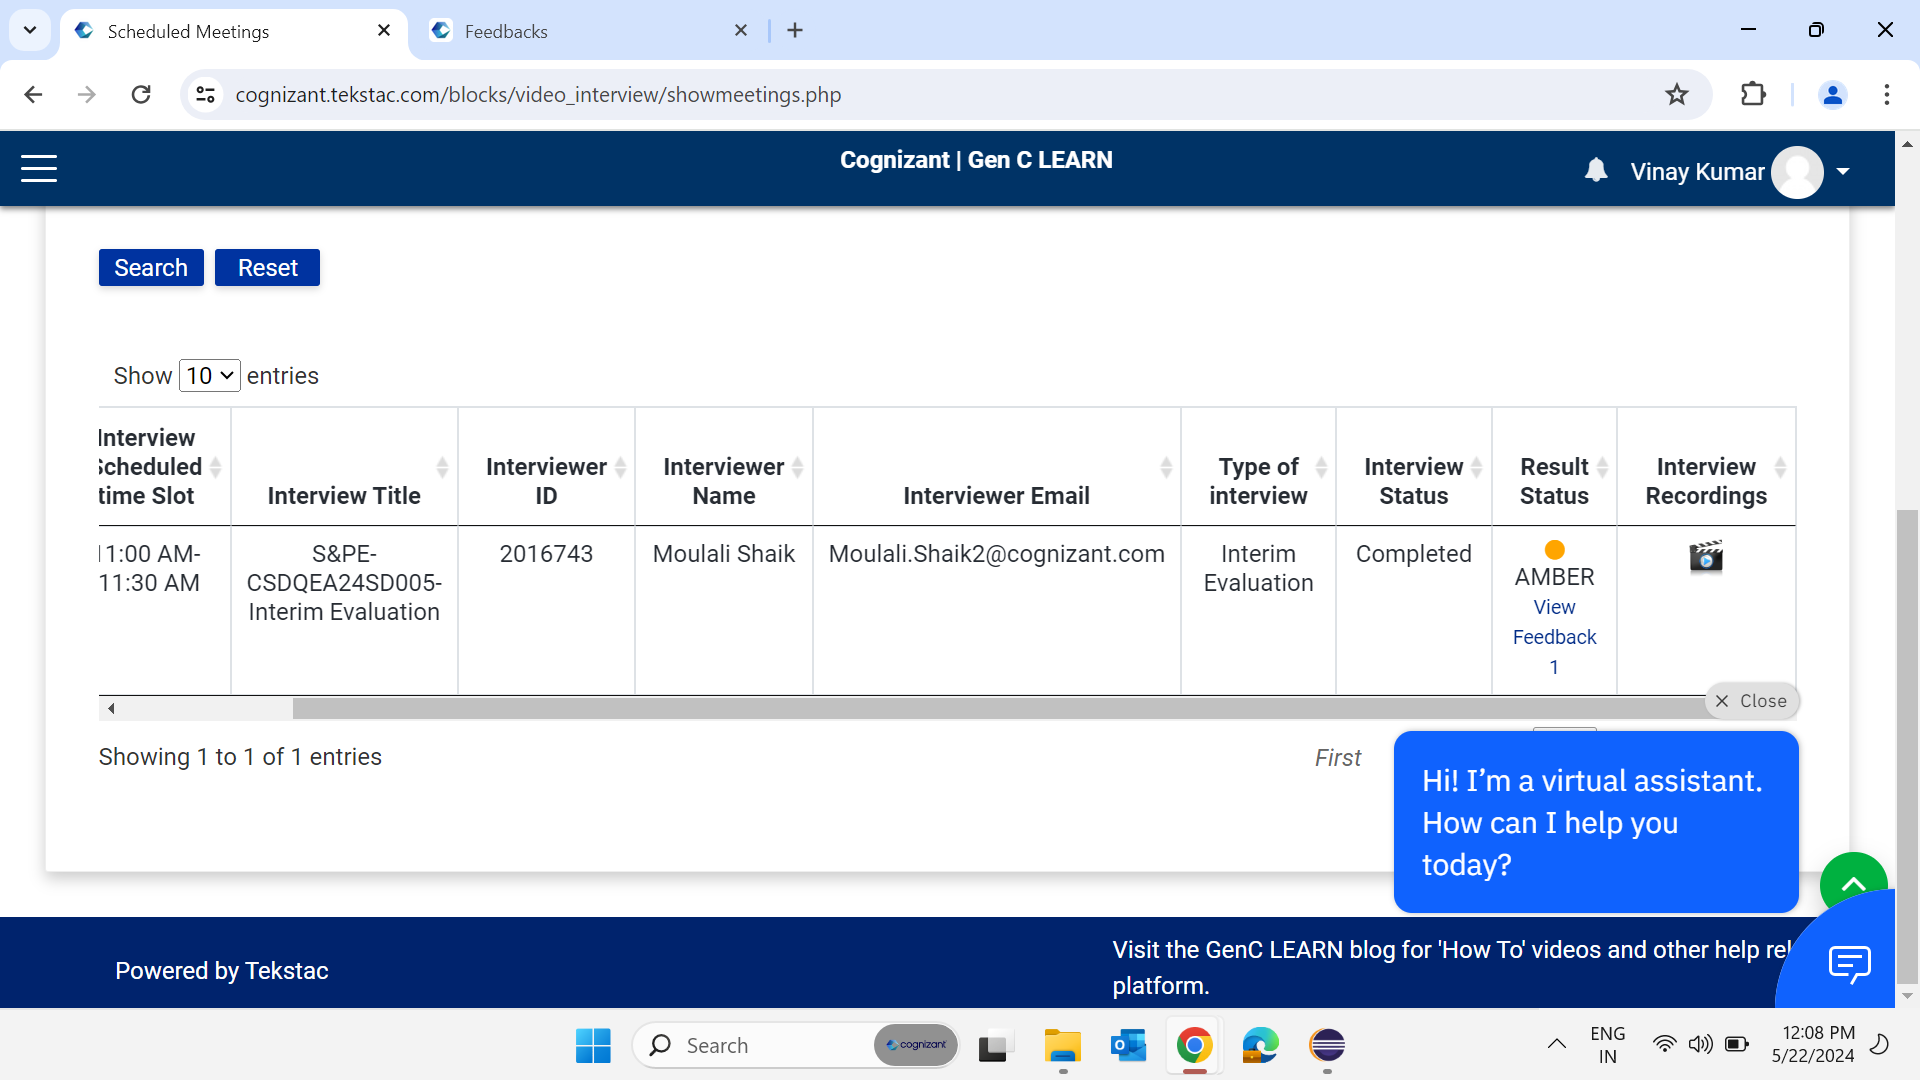 Scheduled Meetings
Feedbacks
cognizant.tekstac.com/blocks/video_interview/showmeetings.php
Cognizant | Gen C LEARN
Vinay Kumar
Search
Reset
Show 10 entries
Interview
Scheduled
time Slot
Interview Title
Interviewer
ID
Interviewer
Name
Interviewer Email
Type of
interview
Interview
Status
Result
Status
Interview
Recordings
11:00 AM-
11:30 AM
S&PE-
CSDQEA24SD005-
Interim Evaluation
2016743
Moulali Shaik
Moulali.Shaik2@cognizant.com
Interim
Evaluation
Completed
AMBER
View
Feedback
1
Close
Showing 1 to 1 of 1 entries
First
Hi! I’m a virtual assistant.
How can I help you
today?
Powered by Tekstac
Visit the GenC LEARN blog for 'How To' videos and other help rel
platform.
Search
cognizant
ENG
IN
12:08 PM
5/22/2024